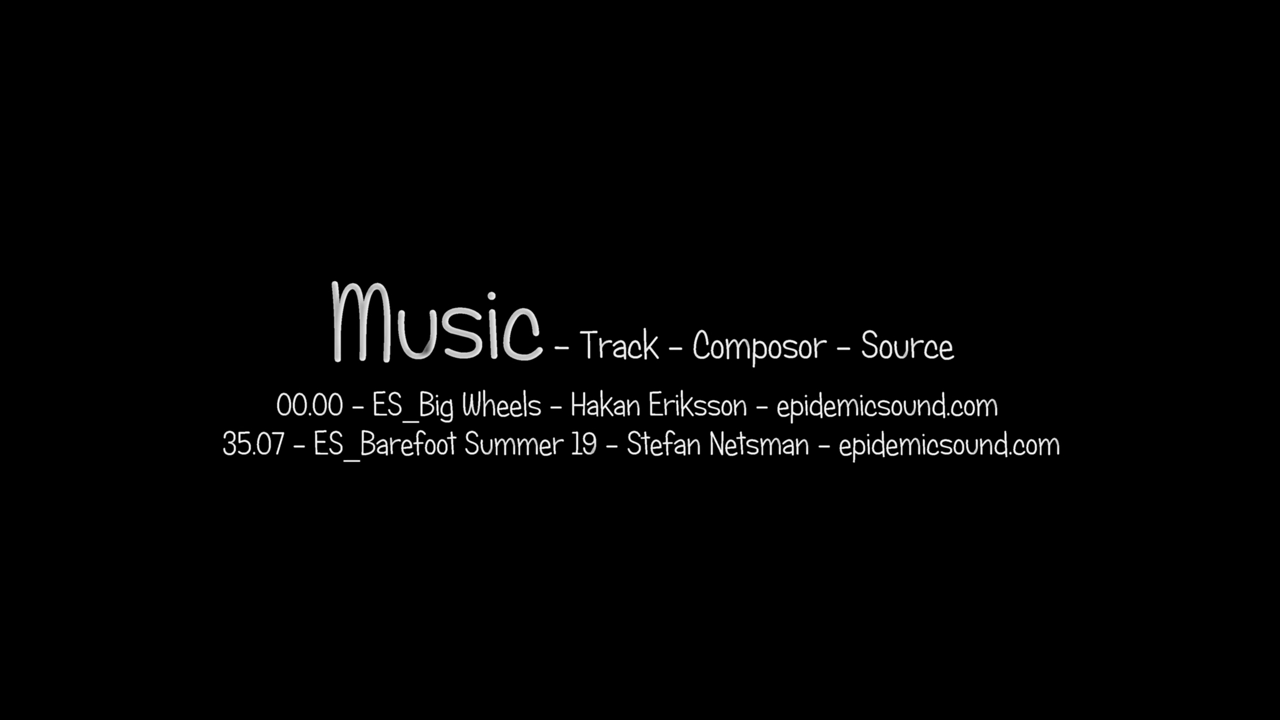 Music - Track - Composor - Source
00.00 - ES_Big Wheels - Hakan Eriksson - epidemicsound.com
35.07 - ES_Barefoot Summer 19 - Stefan Netsman - epidemicsound.com